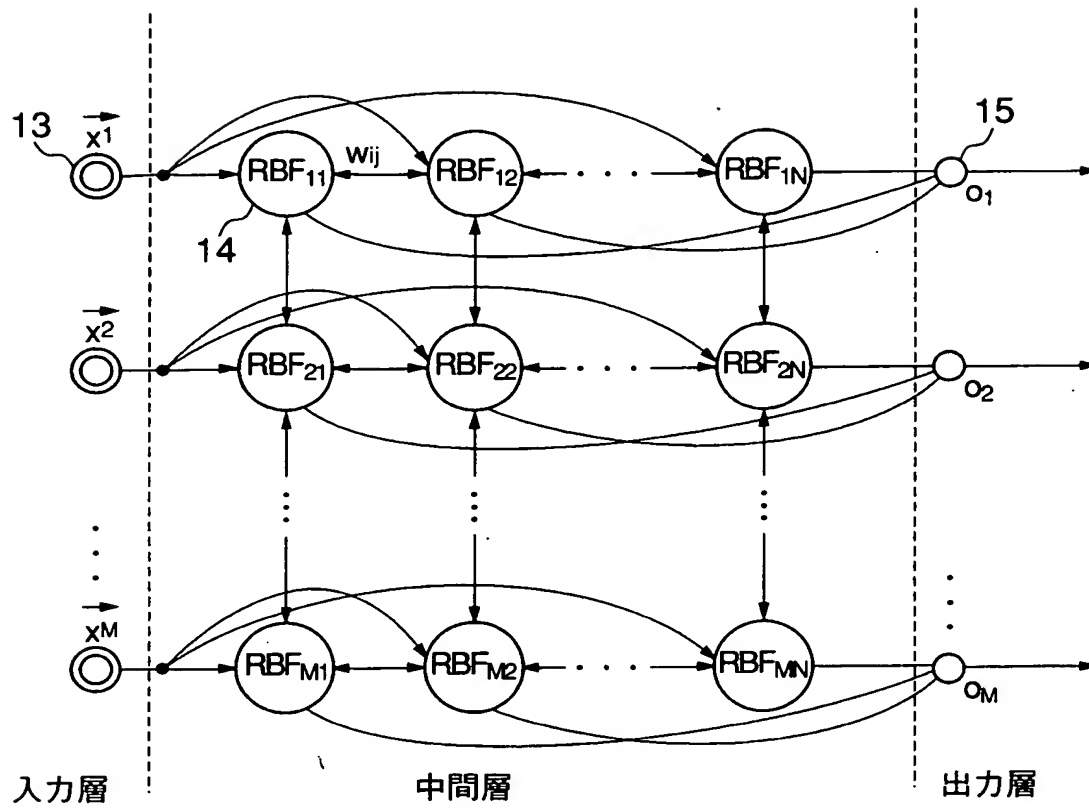 13 x¹ RBF₁₁ wᵢⱼ RBF₁₂ . . . RBF₁N 15
14 o₁
x² RBF₂₁ RBF₂₂ . . . RBF₂N o₂
xᴹ RBFM₁ RBFM₂ . . . RBFMN oM
入力層 中間層 出力層